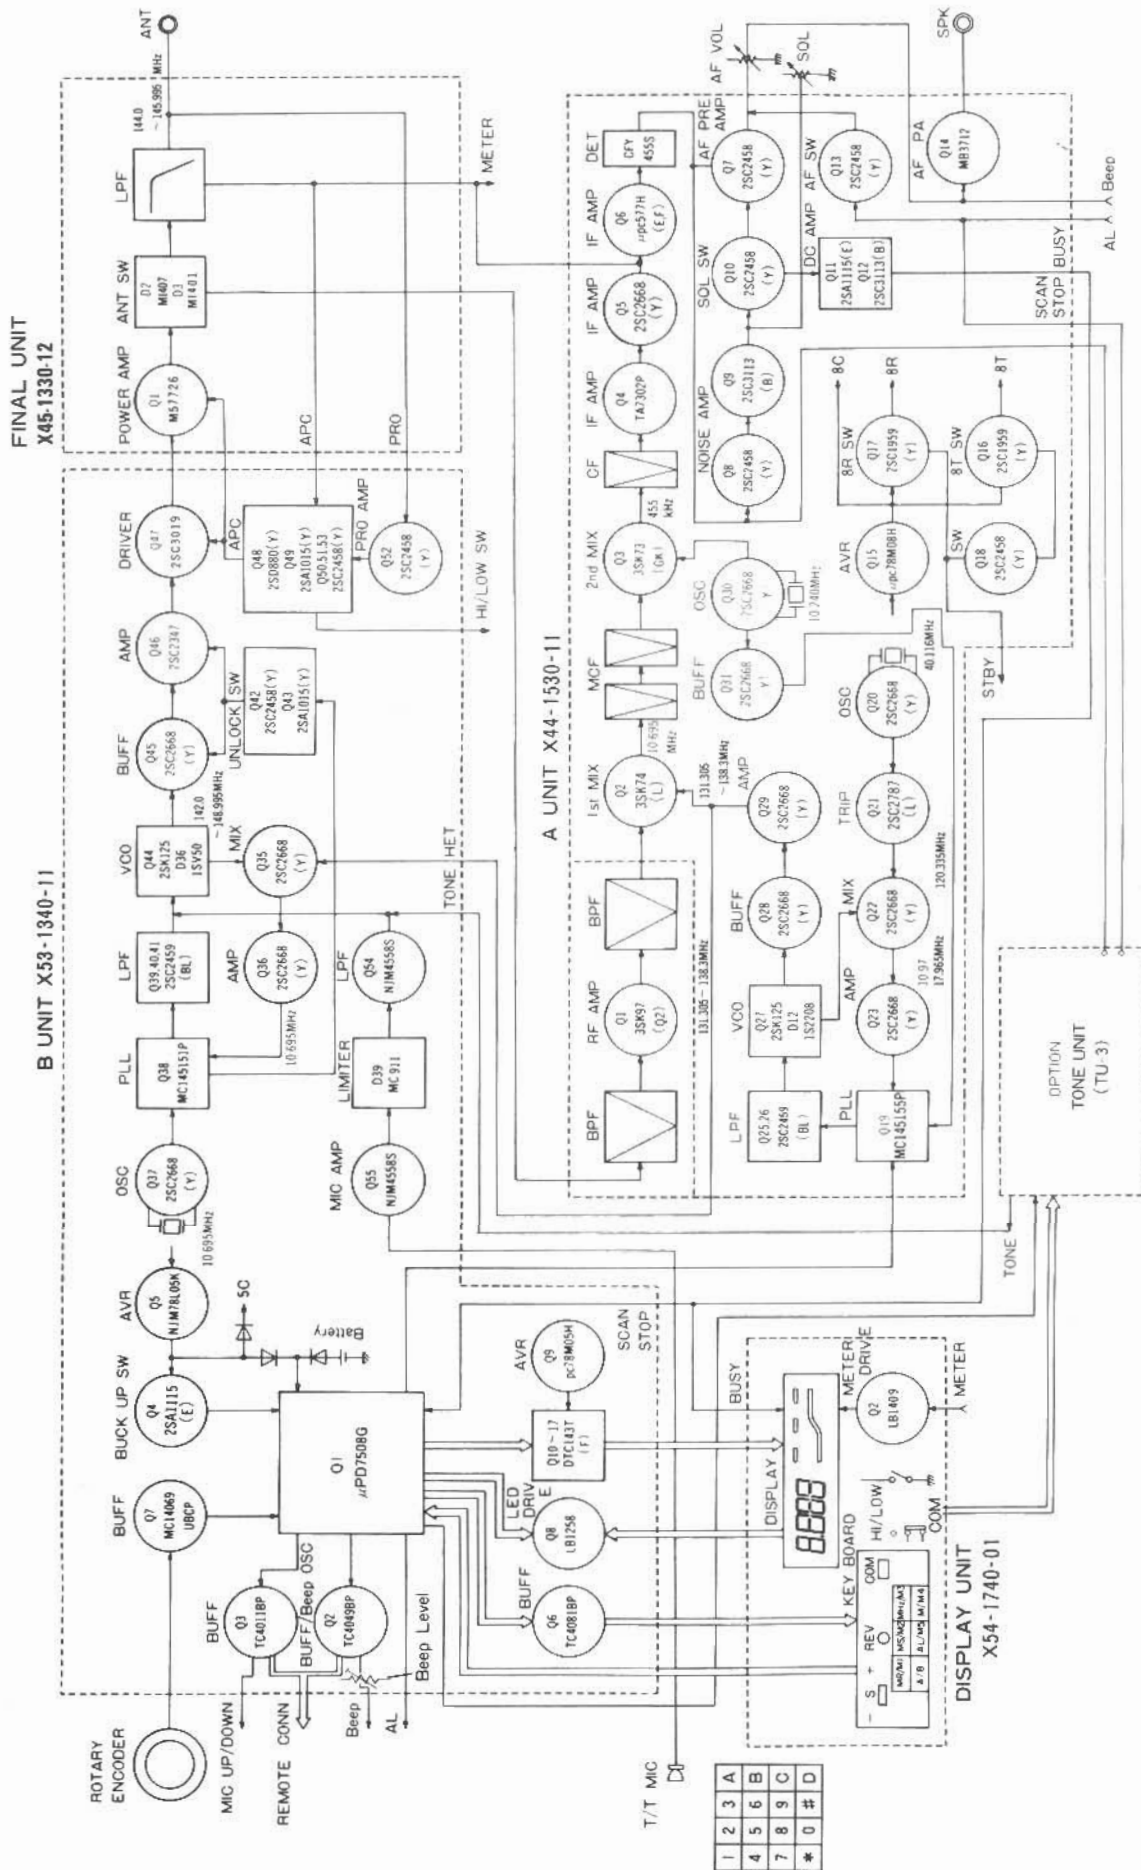 FINAL UNIT
X45-1330-12
B UNIT X53-1340-11
ROTARY
ENCODER
BUFF
Q7
MC14069
UBCP
BUCK UP SW
Q4
2SA1115
(E)
AVR
Q5
NJM78L05K
OSC
Q37
2SC2668
(Y)
10.695MHz
PLL
Q38
MC145151P
LPF
Q39,40,41
2SC2459
(BL)
VCO
Q44
2SK125
D36
1SV50
142.0
~148.995MHz
BUFF
Q45
2SC2668
(Y)
AMP
Q46
2SC2347
DRIVER
Q47
2SC3019
POWER AMP
Q1
M57726
ANT SW
D2
MI407
D3
MI401
LPF
144.0
~145.995 MHz
ANT
5C
Battery
AMP
Q36
2SC2668
(Y)
10.695MHz
MIX
Q35
2SC2668
(Y)
UNLOCK SW
Q42
2SC2458(Y)
Q43
2SA1015(Y)
APC
Q48
2SD880(Y)
Q49
2SA1015(Y)
Q50,51,53
2SC2458(Y)
PRO AMP
Q52
2SC2458
(Y)
APC
PRO
METER
HI/LOW SW
MIC AMP
Q55
NJM4558S
LIMITER
D39
MC911
LPF
Q54
NJM4558S
TONE HET
Q1
µPD7508G
BUFF
Q3
TC4011BP
BUFF/Beep OSC
Q2
TC4049BP
Beep Level
MIC UP/DOWN
REMOTE CONN
Beep
AL
BUFF
Q6
TC4081BP
LED
DRIVE
Q8
LB1258
Q10~17
DTC143T
(F)
AVR
Q9
pc78M05H
SCAN
STOP
T/T MIC
A UNIT X44-1530-11
BPF
RF AMP
Q1
3SK97
(Q2)
BPF
131.305~138.3MHz
1st MIX
Q2
3SK74
(L)
10.695
MHz
MCF
2nd MIX
Q3
3SK73
(GR)
455
kHz
CF
IF AMP
Q4
TA7302P
IF AMP
Q5
2SC2668
(Y)
IF AMP
Q6
µpc577H
(E,F)
DET
CFY
455S
131.305
~138.3MHz
BUFF
Q31
2SC2668
OSC
Q30
2SC2668
Y
10.240MHz
NOISE AMP
Q8
2SC2458
(Y)
Q9
2SC3113
(B)
SQL SW
Q10
2SC2458
(Y)
AF PRE
AMP
Q7
2SC2458
(Y)
AF VOL
SQL
DC AMP
Q11
2SA1115(E)
Q12
2SC3113(B)
AF SW
Q13
2SC2458
(Y)
AF PA
Q14
MB3712
SPK
Beep
AL
LPF
Q25,26
2SC2459
(BL)
VCO
Q27
2SK125
D12
1S2208
BUFF
Q28
2SC2668
(Y)
AMP
Q29
2SC2668
(Y)
PLL
Q19
MC145155P
AMP
Q23
2SC2668
(Y)
10.97
17.965MHz
MIX
Q22
2SC2668
(Y)
120.335MHz
TRIP
Q21
2SC2787
(L)
OSC
Q20
2SC2668
(Y)
40.116MHz
AVR
Q15
µpc78M08H
8R SW
Q17
2SC1959
(Y)
SW
Q18
2SC2458
(Y)
8T SW
Q16
2SC1959
(Y)
8C
8R
8T
STBY
SCAN
STOP
BUSY
OPTION
TONE UNIT
(TU-3)
TONE
BUSY
DISPLAY
METER
DRIVE
Q2
LB1409
METER
HI/LOW
COM
KEY BOARD
- S + REV COM
MR/M1 MS/M2 MHz/M3
A/B AL/M5 M/M4
DISPLAY UNIT
X54-1740-01
1 2 3 A
4 5 6 B
7 8 9 C
* 0 # D